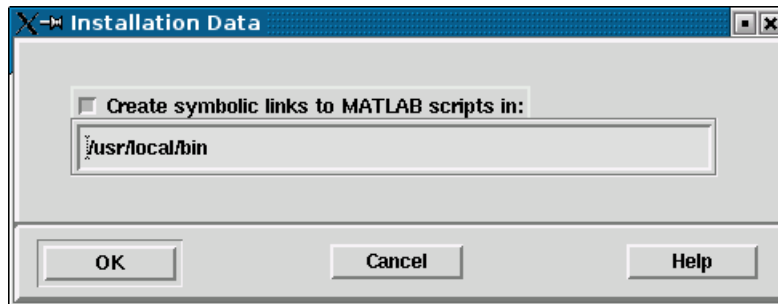 Installation Data
Create symbolic links to MATLAB scripts in:
/usr/local/bin
OK Cancel Help